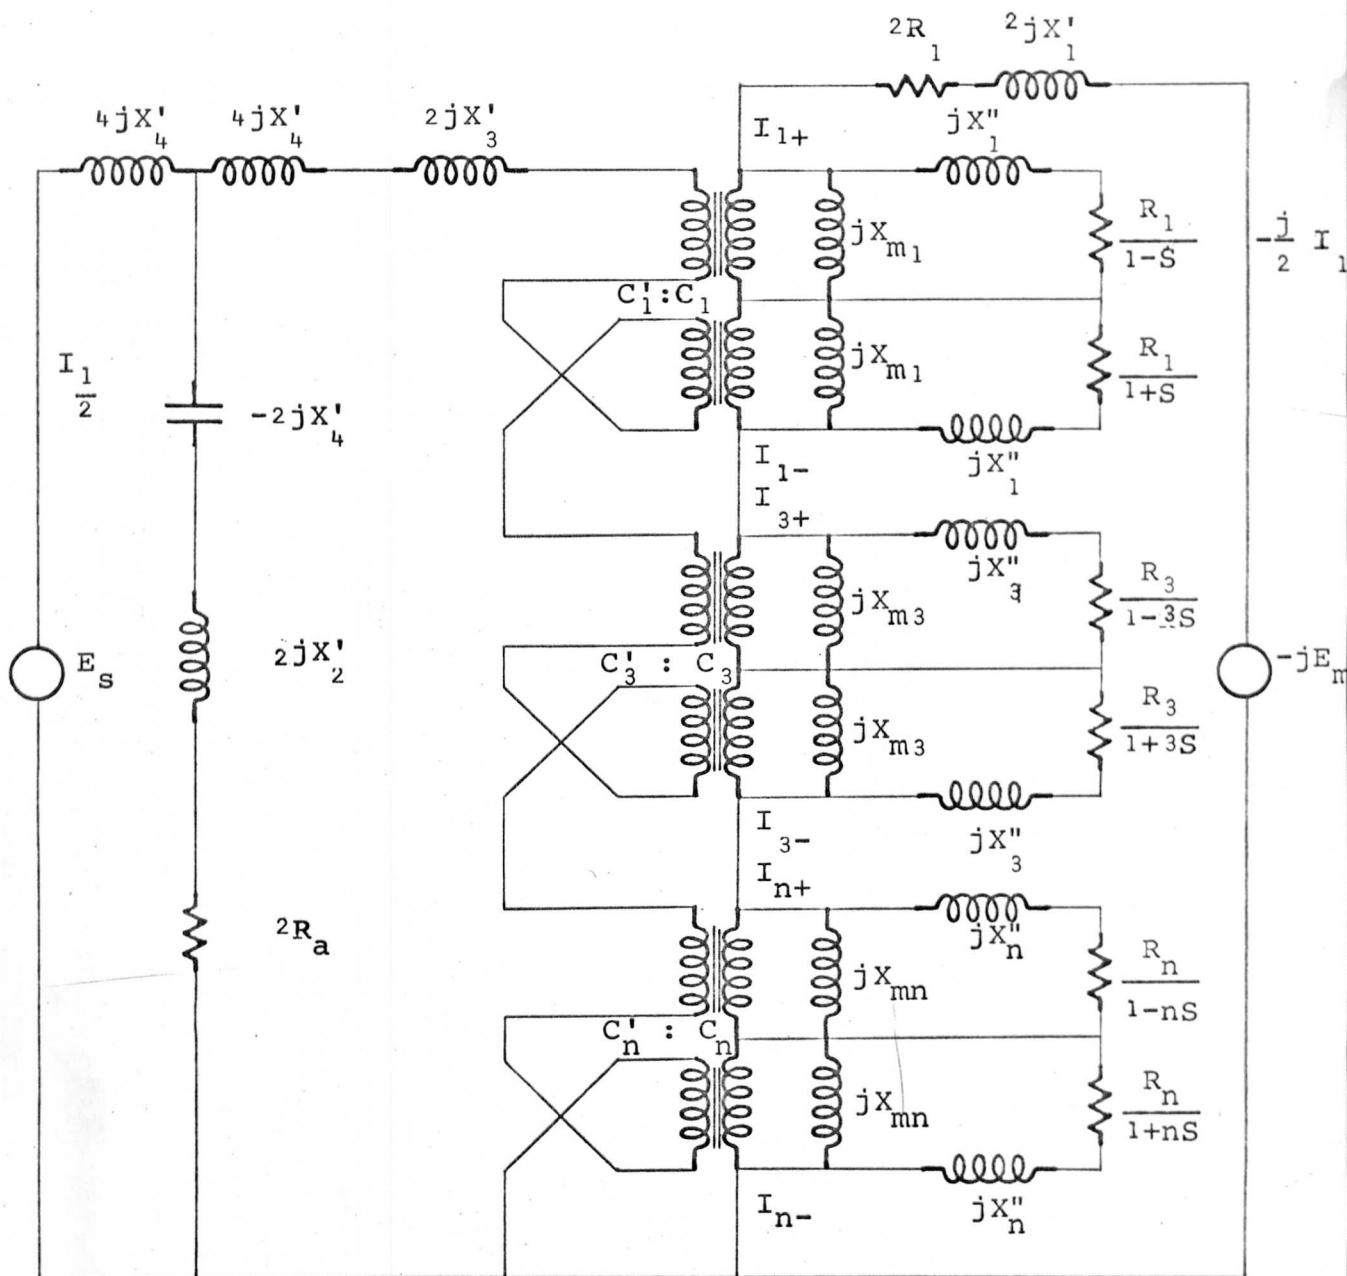 2R₁ 2jX'₁
4jX'₄ 4jX'₄ 2jX'₃
I₁₊
jX"₁
jXₘ₁
R₁/1-S
-j/2 I₁
C'₁:C₁
jXₘ₁
R₁/1+S
I_1/2
-2jX'₄
I₁₋
jX"₁
I₃₊
jX"₃
jXₘ₃
R₃/1-3S
E_s
2jX'₂
C'₃ : C₃
-jEₘ
jXₘ₃
R₃/1+3S
I₃₋
jX"₃
Iₙ₊
2Rₐ
jX"ₙ
jXₘₙ
Rₙ/1-nS
C'ₙ : Cₙ
jXₘₙ
Rₙ/1+nS
Iₙ₋
jX"ₙ